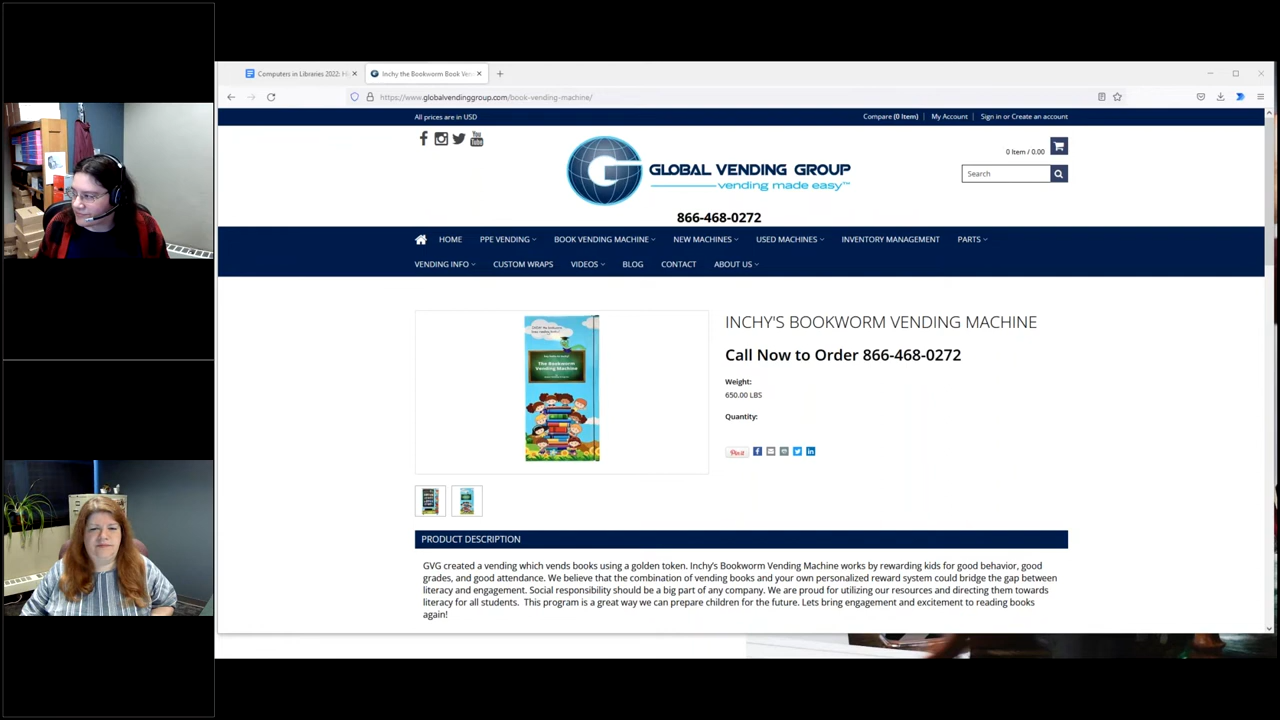 Computers in Libraries 2022: H
Inchy the Bookworm Book Ven
https://www.globalvendinggroup.com/book-vending-machine/
All prices are in USD
Compare (0 Item)
My Account
Sign in or Create an account
You
Tube
0 Item / 0.00
GLOBAL VENDING GROUP
vending made easy™
Search
866-468-0272
HOME
PPE VENDING
BOOK VENDING MACHINE
NEW MACHINES
USED MACHINES
INVENTORY MANAGEMENT
PARTS
VENDING INFO
CUSTOM WRAPS
VIDEOS
BLOG
CONTACT
ABOUT US
INCHY'S BOOKWORM VENDING MACHINE
Call Now to Order 866-468-0272
Weight:
650.00 LBS
Quantity:
Pin it
The Bookworm
Vending Machine
PRODUCT DESCRIPTION
GVG created a vending which vends books using a golden token. Inchy's Bookworm Vending Machine works by rewarding kids for good behavior, good
grades, and good attendance. We believe that the combination of vending books and your own personalized reward system could bridge the gap between
literacy and engagement. Social responsibility should be a big part of any company. We are proud for utilizing our resources and directing them towards
literacy for all students. This program is a great way we can prepare children for the future. Lets bring engagement and excitement to reading books
again!